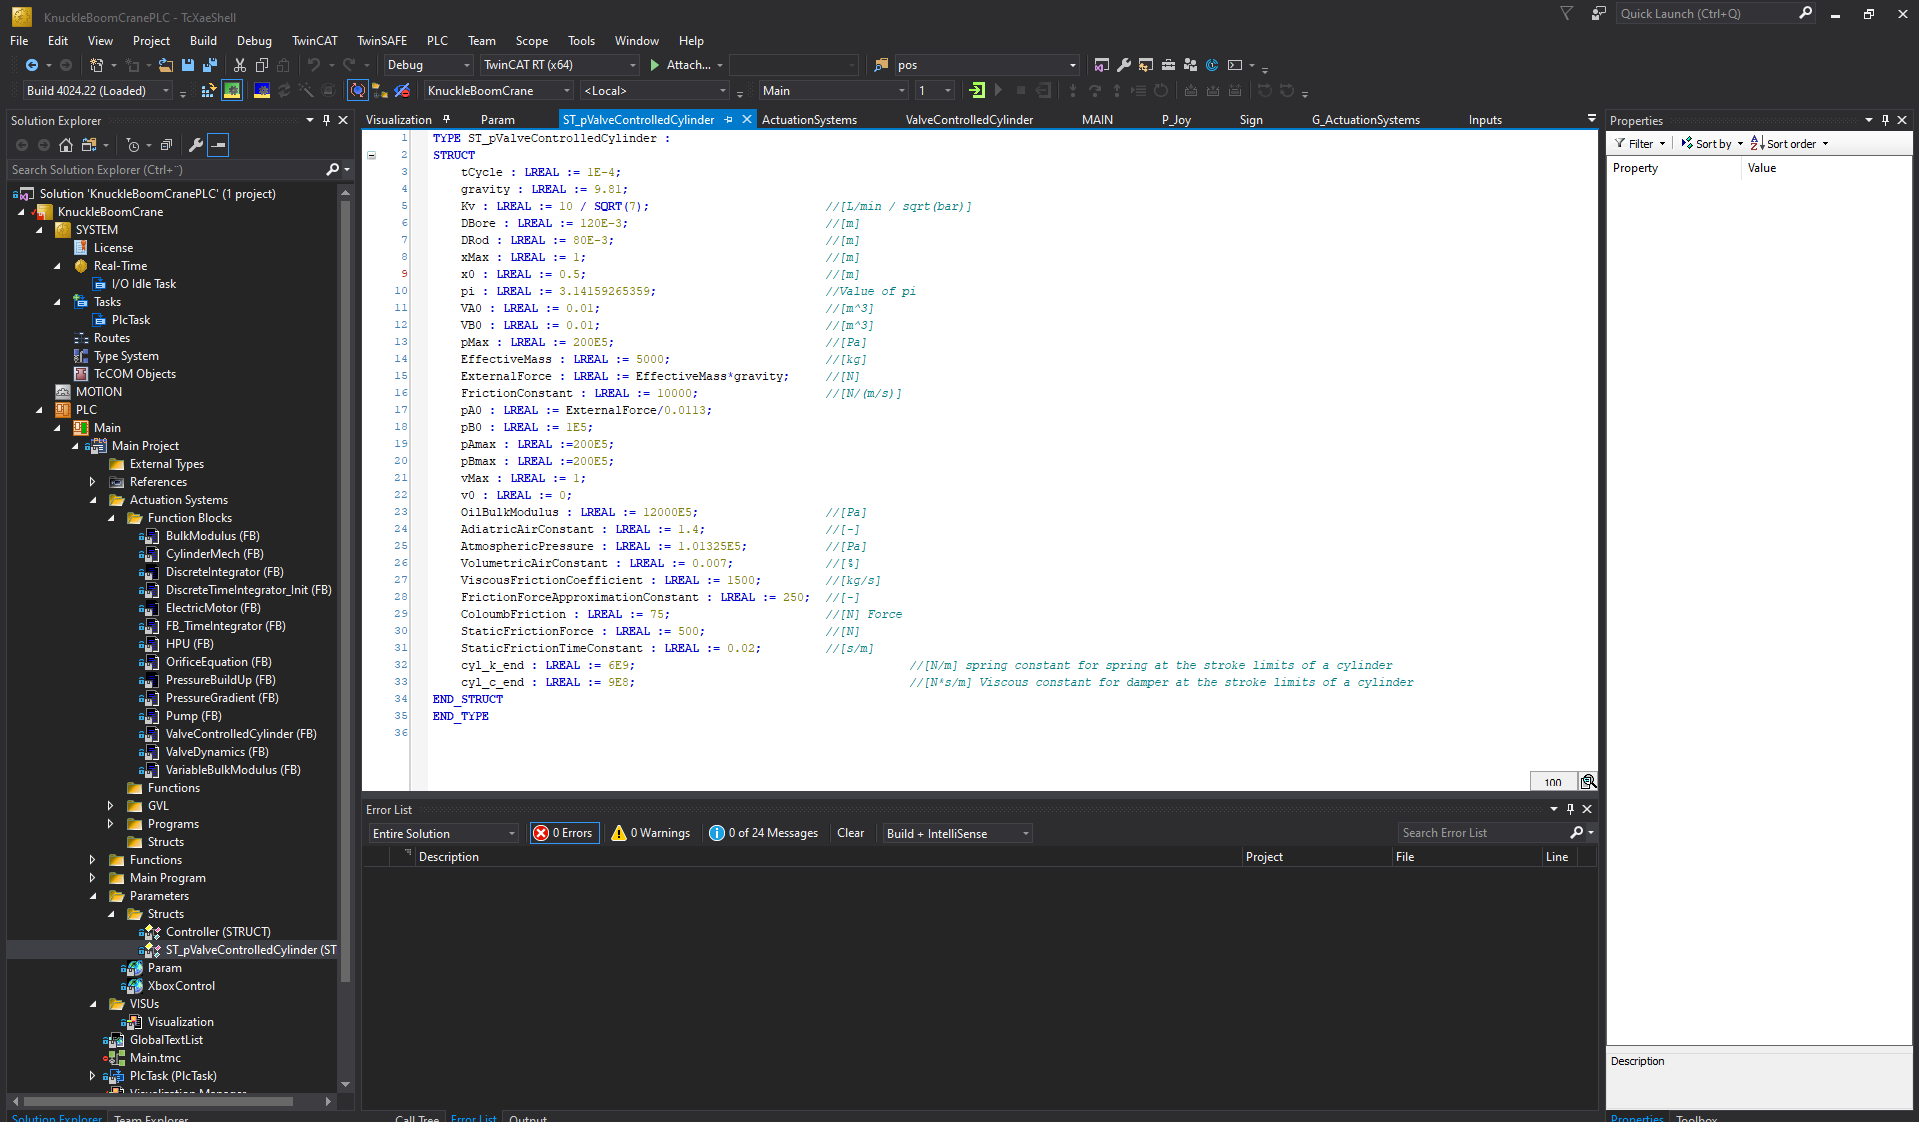 KnuckleBoomCranePLC - TcXaeShell
Quick Launch (Ctrl+Q)
File Edit View Project Build Debug TwinCAT TwinSAFE PLC Team Scope Tools Window Help
Debug TwinCAT RT (x64) Attach... pos
Build 4024.22 (Loaded) KnuckleBoomCrane <Local> Main 1
Solution Explorer
Search Solution Explorer (Ctrl+¨)
Solution 'KnuckleBoomCranePLC' (1 project)
KnuckleBoomCrane
SYSTEM
License
Real-Time
I/O Idle Task
Tasks
PlcTask
Routes
Type System
TcCOM Objects
MOTION
PLC
Main
Main Project
External Types
References
Actuation Systems
Function Blocks
BulkModulus (FB)
CylinderMech (FB)
DiscreteIntegrator (FB)
DiscreteTimeIntegrator_Init (FB)
ElectricMotor (FB)
FB_TimeIntegrator (FB)
HPU (FB)
OrificeEquation (FB)
PressureBuildUp (FB)
PressureGradient (FB)
Pump (FB)
ValveControlledCylinder (FB)
ValveDynamics (FB)
VariableBulkModulus (FB)
Functions
GVL
Programs
Structs
Functions
Main Program
Parameters
Structs
Controller (STRUCT)
ST_pValveControlledCylinder (ST
Param
XboxControl
VISUs
Visualization
GlobalTextList
Main.tmc
PlcTask (PlcTask)
Visualization Manager
Solution Explorer Team Explorer
Visualization Param ST_pValveControlledCylinder ActuationSystems ValveControlledCylinder MAIN P_Joy Sign G_ActuationSystems Inputs
1 TYPE ST_pValveControlledCylinder :
2 STRUCT
3 tCycle : LREAL := 1E-4;
4 gravity : LREAL := 9.81;
5 Kv : LREAL := 10 / SQRT(7); //[L/min / sqrt(bar)]
6 DBore : LREAL := 120E-3; //[m]
7 DRod : LREAL := 80E-3; //[m]
8 xMax : LREAL := 1; //[m]
9 x0 : LREAL := 0.5; //[m]
10 pi : LREAL := 3.14159265359; //Value of pi
11 VA0 : LREAL := 0.01; //[m^3]
12 VB0 : LREAL := 0.01; //[m^3]
13 pMax : LREAL := 200E5; //[Pa]
14 EffectiveMass : LREAL := 5000; //[kg]
15 ExternalForce : LREAL := EffectiveMass*gravity; //[N]
16 FrictionConstant : LREAL := 10000; //[N/(m/s)]
17 pA0 : LREAL := ExternalForce/0.0113;
18 pB0 : LREAL := 1E5;
19 pAmax : LREAL :=200E5;
20 pBmax : LREAL :=200E5;
21 vMax : LREAL := 1;
22 v0 : LREAL := 0;
23 OilBulkModulus : LREAL := 12000E5; //[Pa]
24 AdiatricAirConstant : LREAL := 1.4; //[-]
25 AtmosphericPressure : LREAL := 1.01325E5; //[Pa]
26 VolumetricAirConstant : LREAL := 0.007; //[%]
27 ViscousFrictionCoefficient : LREAL := 1500; //[kg/s]
28 FrictionForceApproximationConstant : LREAL := 250; //[-]
29 ColoumbFriction : LREAL := 75; //[N] Force
30 StaticFrictionForce : LREAL := 500; //[N]
31 StaticFrictionTimeConstant : LREAL := 0.02; //[s/m]
32 cyl_k_end : LREAL := 6E9; //[N/m] spring constant for spring at the stroke limits of a cylinder
33 cyl_c_end : LREAL := 9E8; //[N*s/m] Viscous constant for damper at the stroke limits of a cylinder
34 END_STRUCT
35 END_TYPE
36
100
Error List
Entire Solution 0 Errors 0 Warnings 0 of 24 Messages Clear Build + IntelliSense Search Error List
Description Project File Line
Call Tree Error List Output
Properties
Filter Sort by Sort order
Property Value
Description
Properties Toolbox